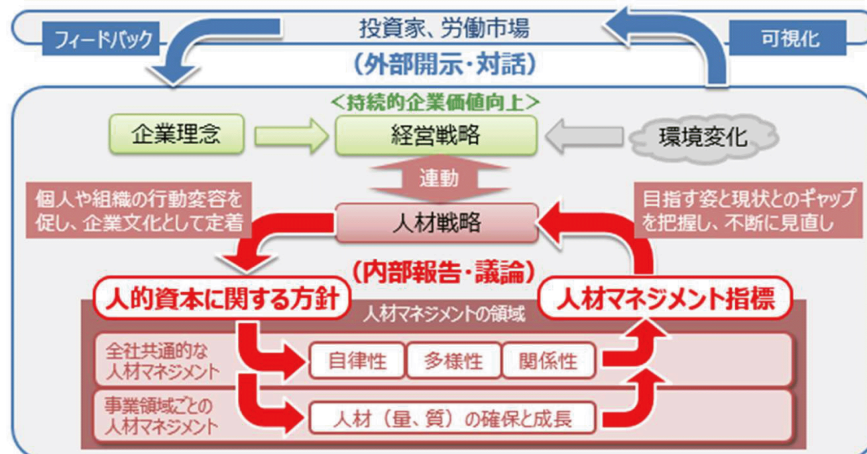 投資家、労働市場
フィードバック
可視化
（外部開示・対話）
＜持続的企業価値向上＞
企業理念
経営戦略
環境変化
連動
個人や組織の行動変容を
促し、企業文化として定着
目指す姿と現状とのギャップ
を把握し、不断に見直し
人材戦略
（内部報告・議論）
人的資本に関する方針
人材マネジメント指標
人材マネジメントの領域
全社共通的な
人材マネジメント
自律性
多様性
関係性
事業領域ごとの
人材マネジメント
人材（量、質）の確保と成長